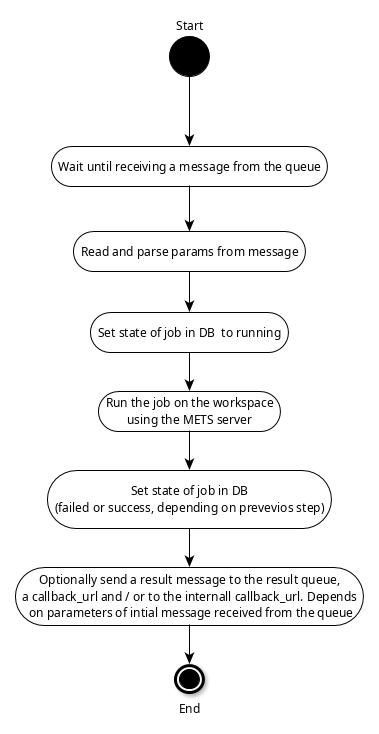 Start
Wait until receiving a message from the queue
Read and parse params from message
Set state of job in DB  to running
Run the job on the workspace
using the METS server
Set state of job in DB
(failed or success, depending on prevevios step)
Optionally send a result message to the result queue,
a callback_url and / or to the internall callback_url. Depends
on parameters of intial message received from the queue
End